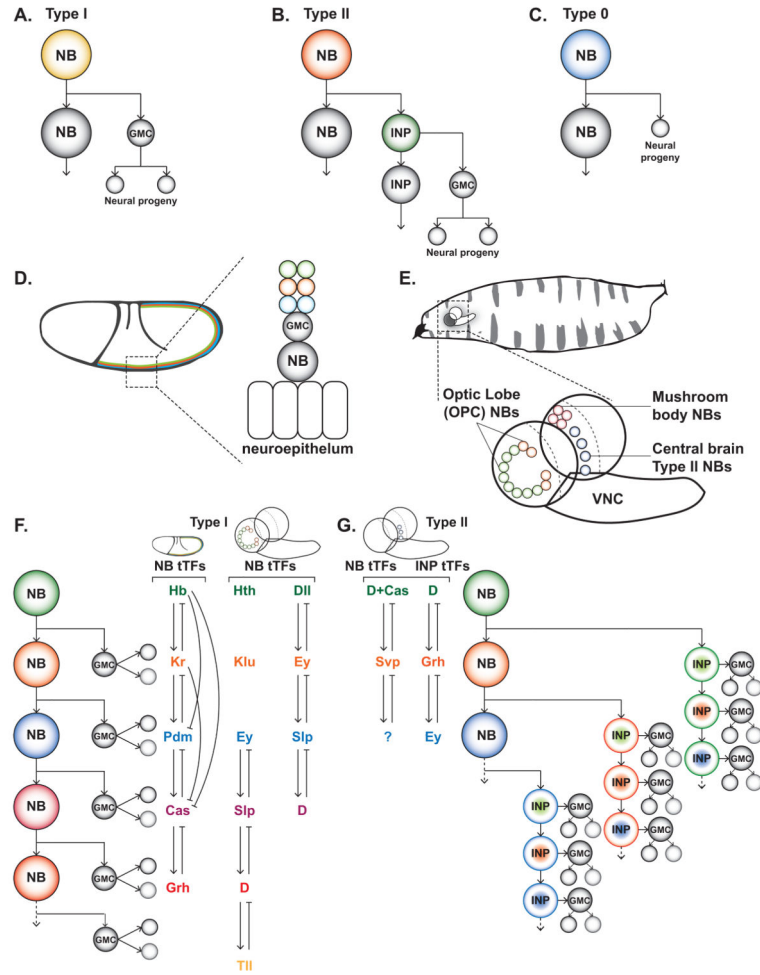 A. Type I
NB
NB
GMC
Neural progeny
B. Type II
NB
NB
INP
INP
GMC
Neural progeny
C. Type 0
NB
NB
Neural
progeny
D.
GMC
NB
neuroepithelum
E.
Optic Lobe
(OPC) NBs
Mushroom
body NBs
Central brain
Type II NBs
VNC
F. Type I
NB tTFs
NB tTFs
Hb Hth Dll
Kr Klu Ey
Pdm Ey Slp
Cas Slp D
Grh D
Tll
NB
GMC
NB
GMC
NB
GMC
NB
GMC
NB
GMC
G. Type II
NB tTFs INP tTFs
D+Cas D
Svp Grh
? Ey
NB
NB
NB
INP GMC
INP GMC
INP GMC
INP GMC
INP GMC
INP GMC
INP GMC
INP GMC
INP GMC